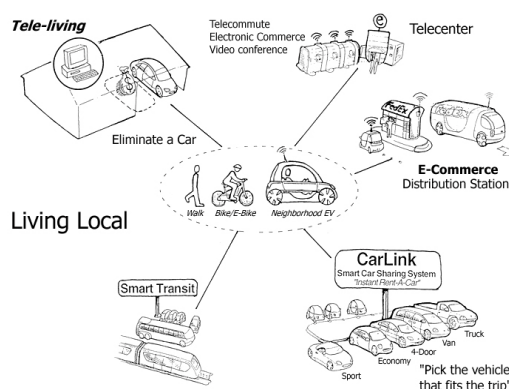 Tele-living
Telecommute
Electronic Commerce
Video conference
e
Telecenter
Eliminate a Car
FedEx
E-Commerce
Distribution Station
Walk
Bike/E-Bike
Neighborhood EV
Living Local
Smart Transit
CarLink
Smart Car Sharing System
"Instant Rent-A-Car"
Sport
Economy
4-Door
Van
Truck
"Pick the vehicle
that fits the trip"